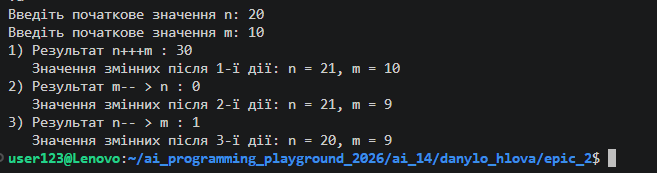 Введіть початкове значення n: 20
Введіть початкове значення m: 10
1) Результат n+++m : 30
Значення змінних після 1-ї дії: n = 21, m = 10
2) Результат m-- > n : 0
Значення змінних після 2-ї дії: n = 21, m = 9
3) Результат n-- > m : 1
Значення змінних після 3-ї дії: n = 20, m = 9
user123@Lenovo:~/ai_programming_playground_2026/ai_14/danylo_hlova/epic_2$